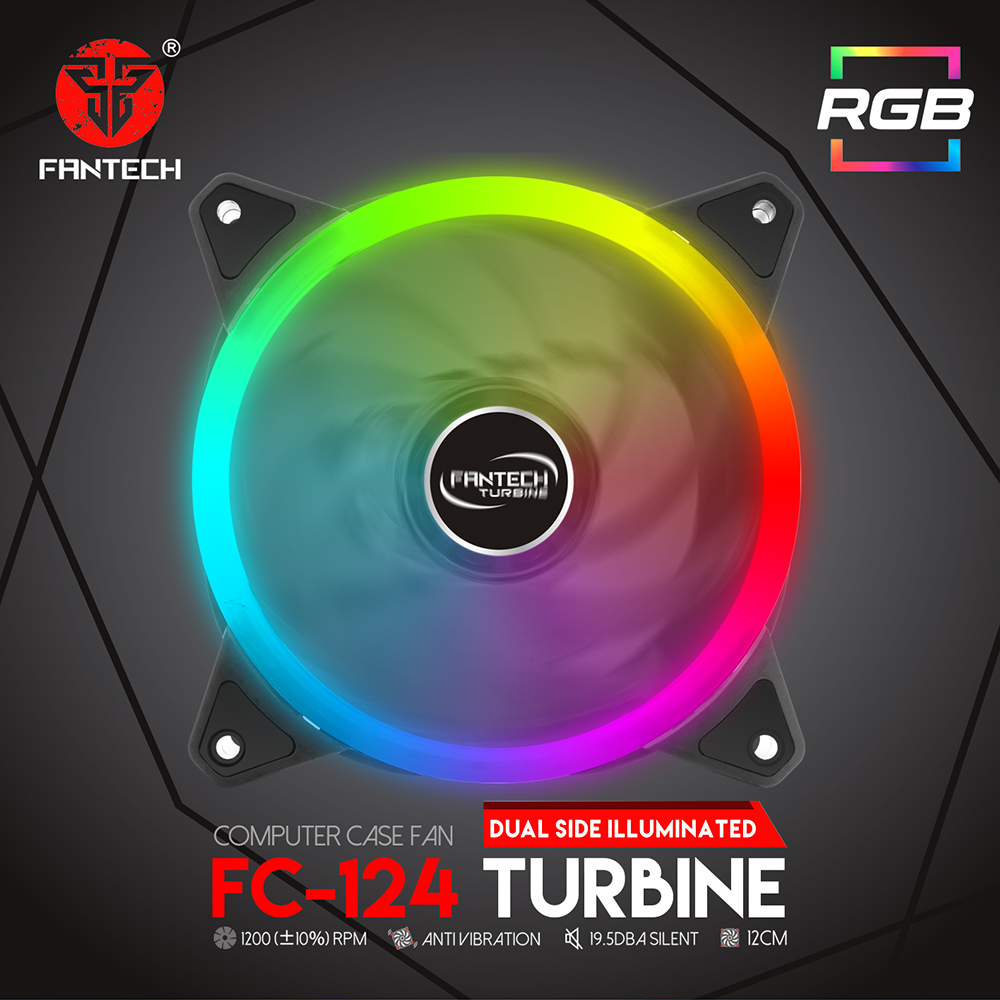 ®
FANTECH
RGB
FANTECH
TURBINE
COMPUTER CASE FAN
DUAL SIDE ILLUMINATED
FC-124 TURBINE
1200 (±10%) RPM ANTI VIBRATION 19.5DBA SILENT 12CM